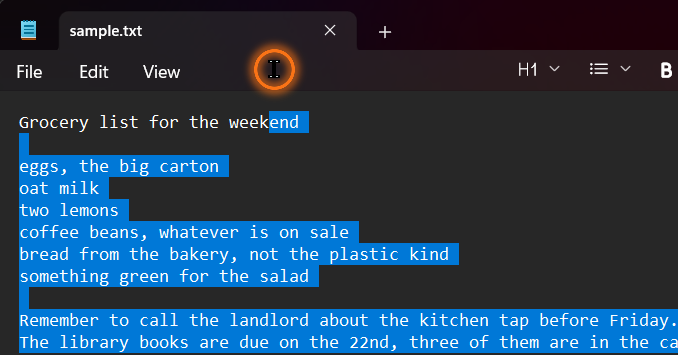 sample.txt
File Edit View H1 B
Grocery list for the weekend
eggs, the big carton
oat milk
two lemons
coffee beans, whatever is on sale
bread from the bakery, not the plastic kind
something green for the salad
Remember to call the landlord about the kitchen tap before Friday.
The library books are due on the 22nd, three of them are in the